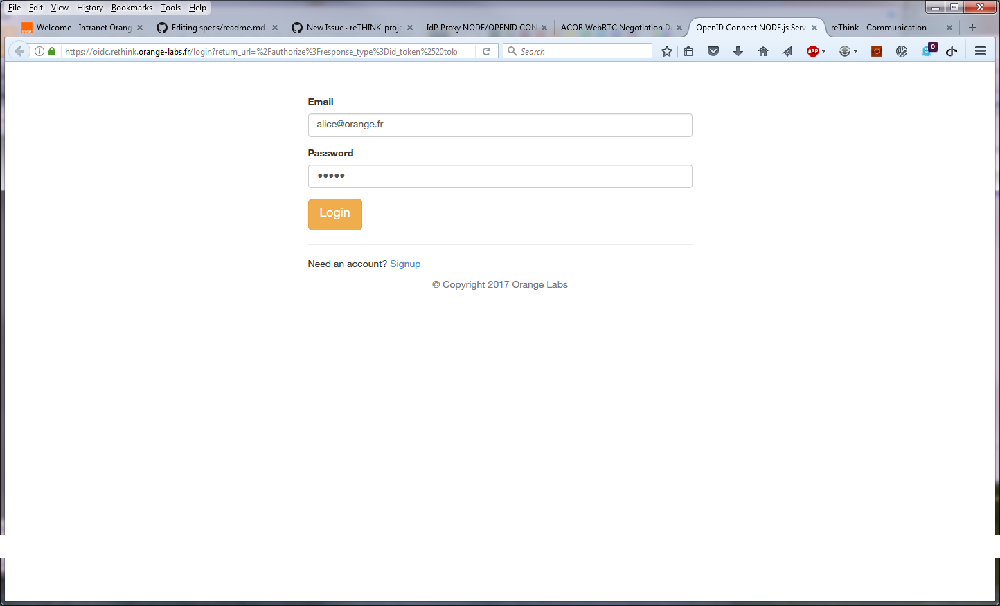 File Edit View History Bookmarks Tools Help
Welcome - Intranet Orang
Editing specs/readme.md
New Issue · reTHINK-proje
IdP Proxy NODE/OPENID CON
ACOR WebRTC Negotiation D
OpenID Connect NODE.js Serv
reThink - Communication
https://oidc.rethink.orange-labs.fr/login?return_url=%2Fauthorize%3Fresponse_type%3Did_token%2520toke
Search
ABP
0
Email
alice@orange.fr
Password
Login
Need an account? Signup
© Copyright 2017 Orange Labs